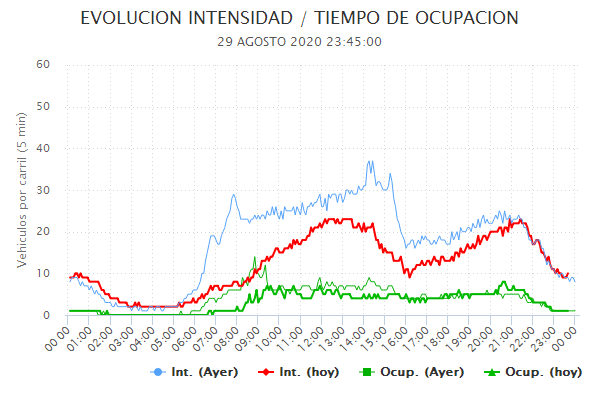 EVOLUCION INTENSIDAD / TIEMPO DE OCUPACION
29 AGOSTO 2020 23:45:00
Vehiculos por carril (5 min)
60
50
40
30
20
10
0
00:00 01:00 02:00 03:00 04:00 05:00 06:00 07:00 08:00 09:00 10:00 11:00 12:00 13:00 14:00 15:00 16:00 17:00 18:00 19:00 20:00 21:00 22:00 23:00 00:00
Int. (Ayer) Int. (hoy) Ocup. (Ayer) Ocup. (hoy)